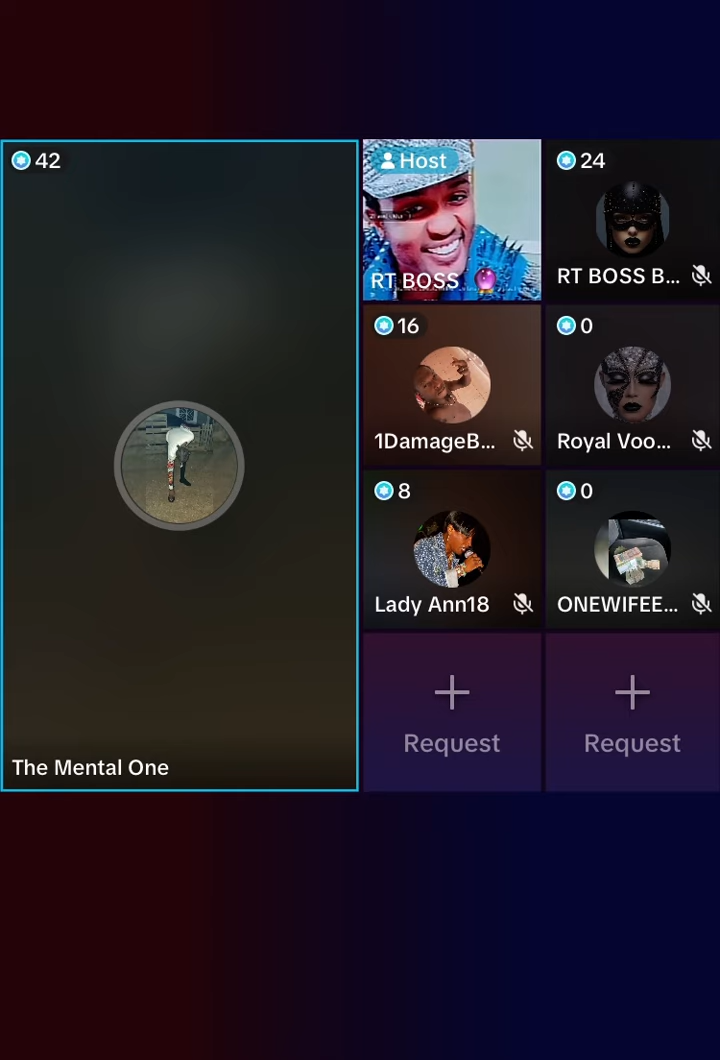 42
The Mental One
Host
RT BOSS
24
RT BOSS B...
16
1DamageB...
0
Royal Voo...
8
Lady Ann18
0
ONEWIFEE...
Request
Request